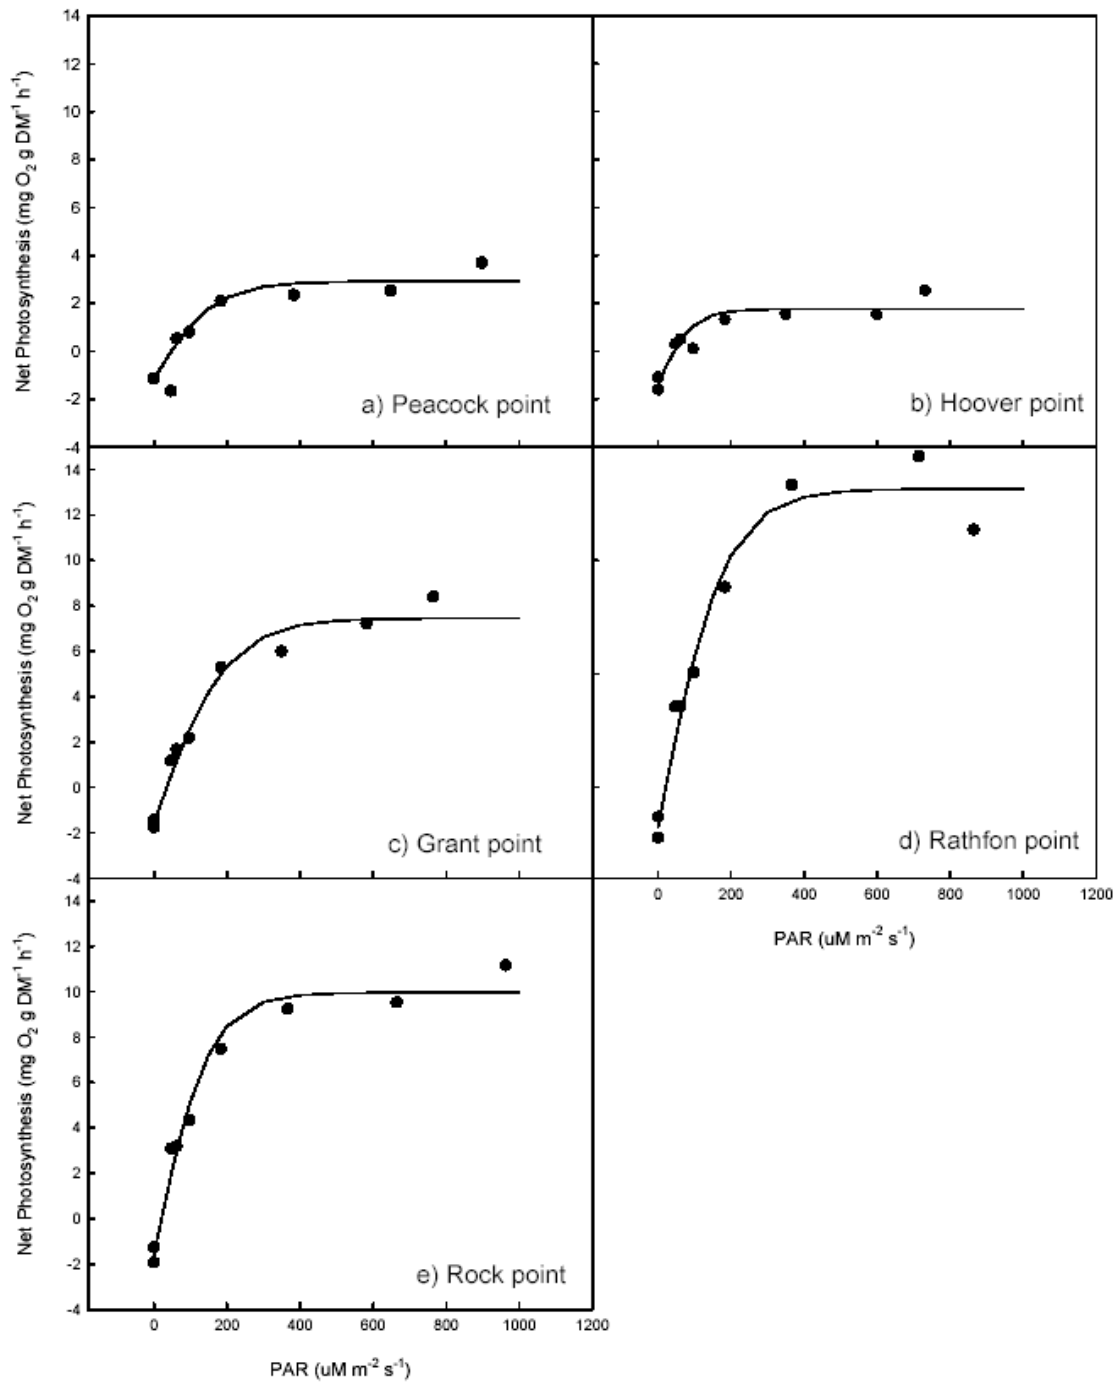 14
12
10
8
6
4
2
0
-2
-4
Net Photosynthesis (mg O₂ g DM⁻¹ h⁻¹)
a) Peacock point
b) Hoover point
14
12
10
8
6
4
2
0
-2
-4
Net Photosynthesis (mg O₂ g DM⁻¹ h⁻¹)
c) Grant point
d) Rathfon point
0 200 400 600 800 1000 1200
PAR (uM m⁻² s⁻¹)
14
12
10
8
6
4
2
0
-2
-4
Net Photosynthesis (mg O₂ g DM⁻¹ h⁻¹)
e) Rock point
0 200 400 600 800 1000 1200
PAR (uM m⁻² s⁻¹)